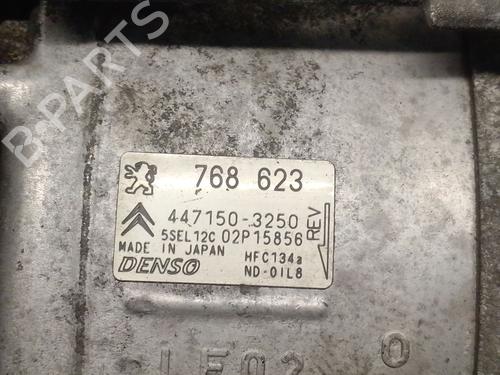 B-PARTS
768 623
447150-3250
5SEL12C 02P15856
REV
MADE IN JAPAN HFC134a
DENSO ND-OIL8